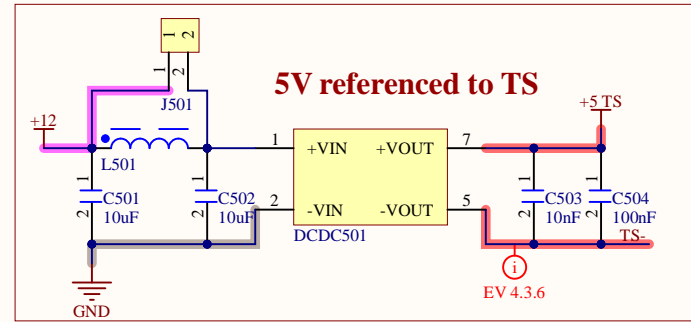 1 2
1 2
J501
5V referenced to TS
+12
+5 TS
L501
1 +VIN +VOUT 7
2 -VIN -VOUT 5
DCDC501
1 C501 2 10uF
1 C502 2 10uF
1 C503 2 10nF
1 C504 2 100nF
TS-
i
EV 4.3.6
GND